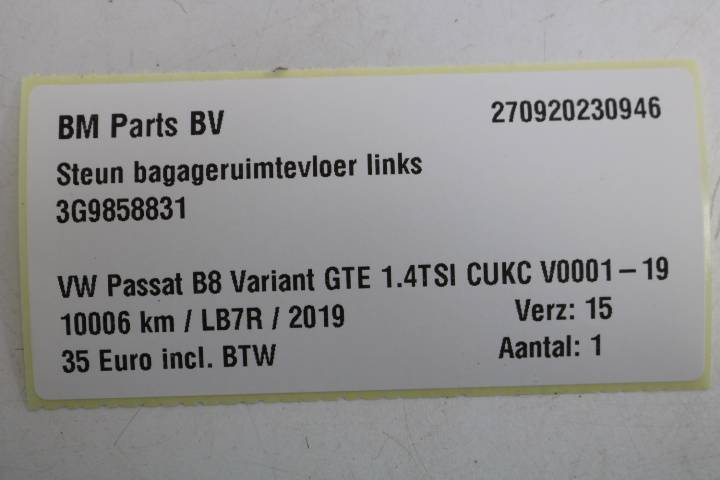 BM Parts BV 270920230946
Steun bagageruimtevloer links
3G9858831
VW Passat B8 Variant GTE 1.4TSI CUKC V0001-19
10006 km / LB7R / 2019 Verz: 15
35 Euro incl. BTW Aantal: 1